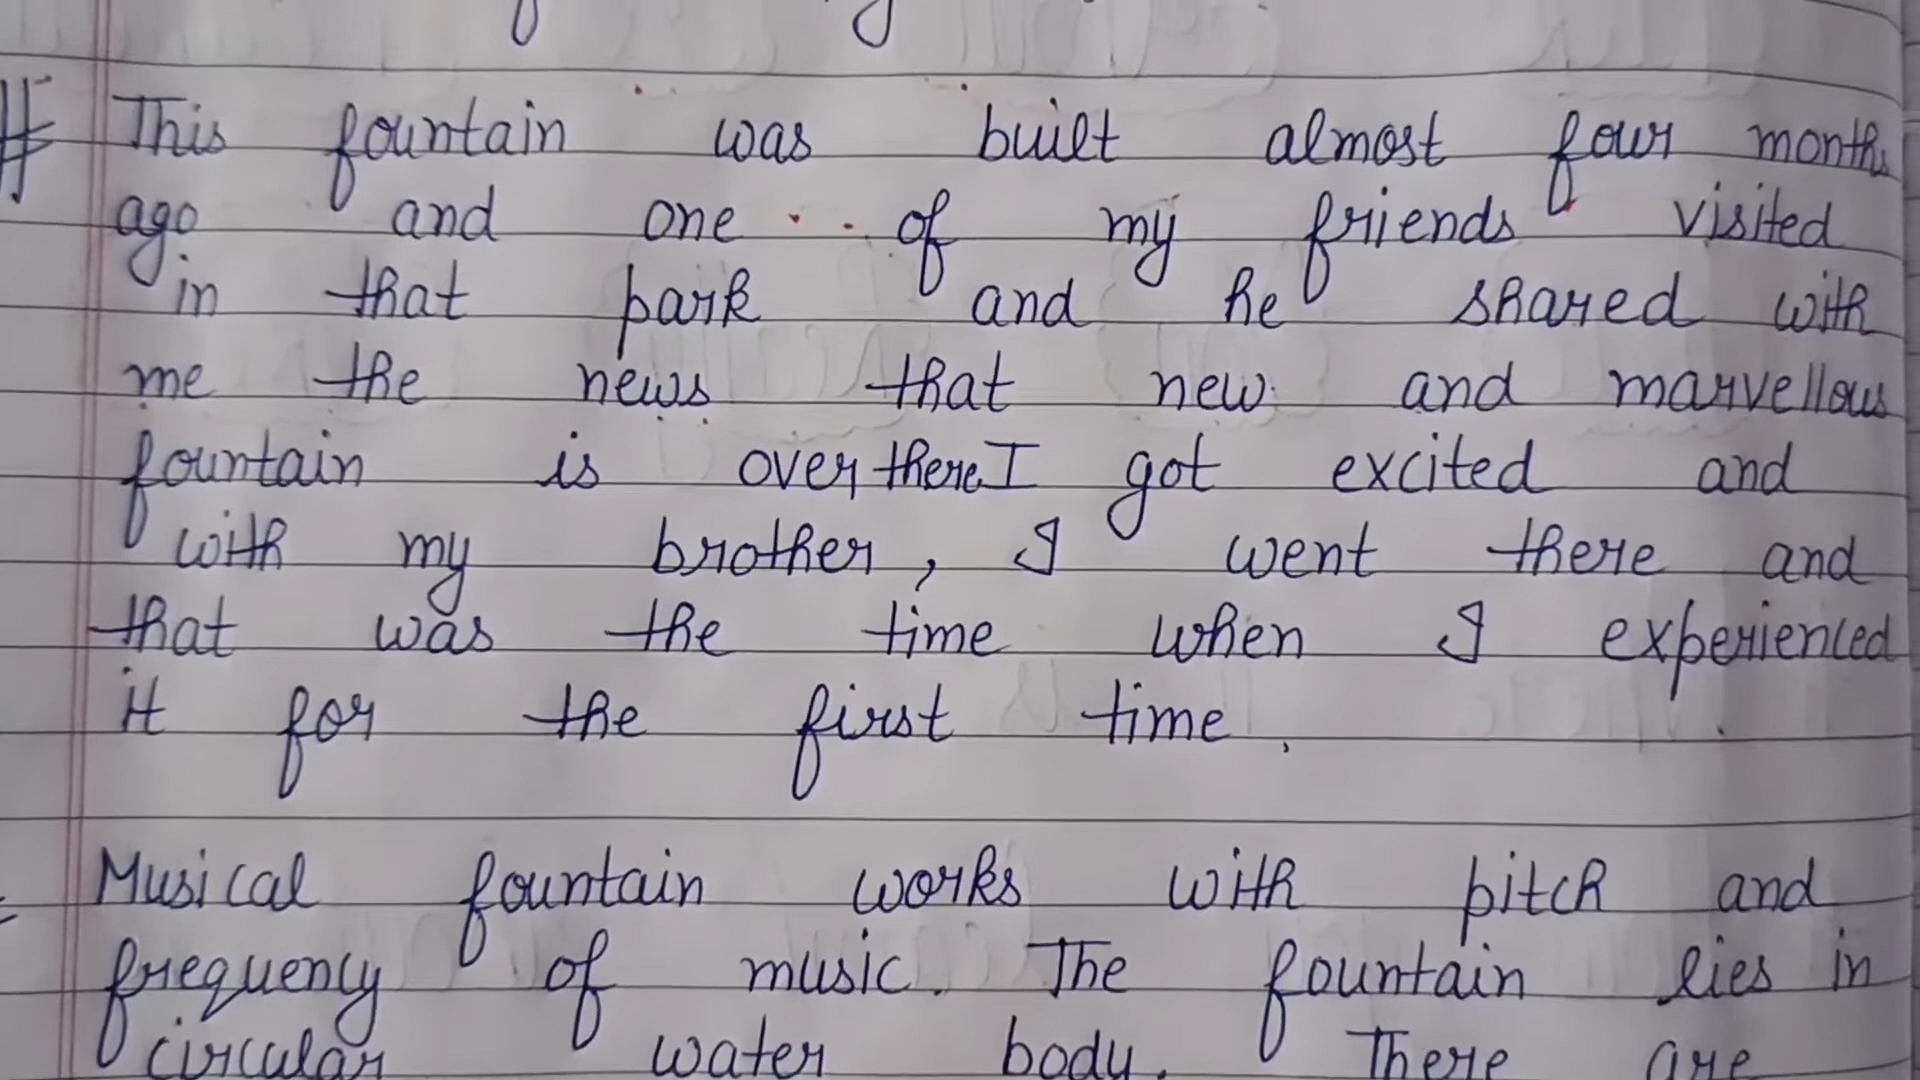 # This fountain was built almost four months
ago and one of my friends visited
in that park and he shared with
me the news that new and marvellous
fountain is over there. I got excited and
with my brother, I went there and
that was the time when I experienced
it for the first time.
Musical fountain works with pitch and
frequency of music. The fountain lies in
circular water body. There are